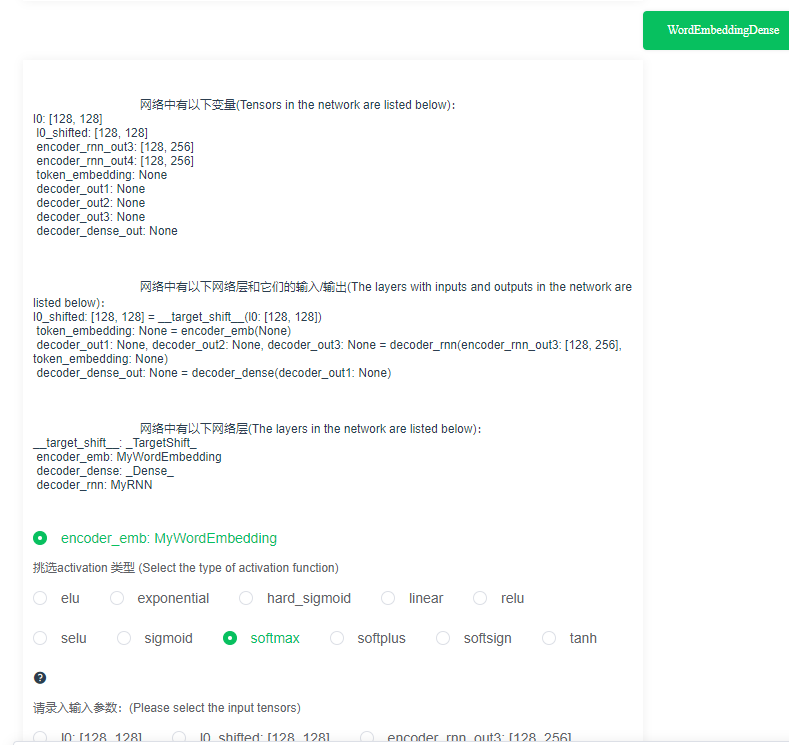 WordEmbeddingDense
网络中有以下变量(Tensors in the network are listed below)：
l0: [128, 128]
l0_shifted: [128, 128]
encoder_rnn_out3: [128, 256]
encoder_rnn_out4: [128, 256]
token_embedding: None
decoder_out1: None
decoder_out2: None
decoder_out3: None
decoder_dense_out: None
网络中有以下网络层和它们的输入/输出(The layers with inputs and outputs in the network are
listed below)：
l0_shifted: [128, 128] = __target_shift__(l0: [128, 128])
token_embedding: None = encoder_emb(None)
decoder_out1: None, decoder_out2: None, decoder_out3: None = decoder_rnn(encoder_rnn_out3: [128, 256],
token_embedding: None)
decoder_dense_out: None = decoder_dense(decoder_out1: None)
网络中有以下网络层(The layers in the network are listed below)：
__target_shift__: _TargetShift_
encoder_emb: MyWordEmbedding
decoder_dense: _Dense_
decoder_rnn: MyRNN
encoder_emb: MyWordEmbedding
挑选activation 类型 (Select the type of activation function)
elu exponential hard_sigmoid linear relu
selu sigmoid softmax softplus softsign tanh
?
请录入输入参数：(Please select the input tensors)
l0: [128, 128] l0_shifted: [128, 128] encoder_rnn_out3: [128, 256]